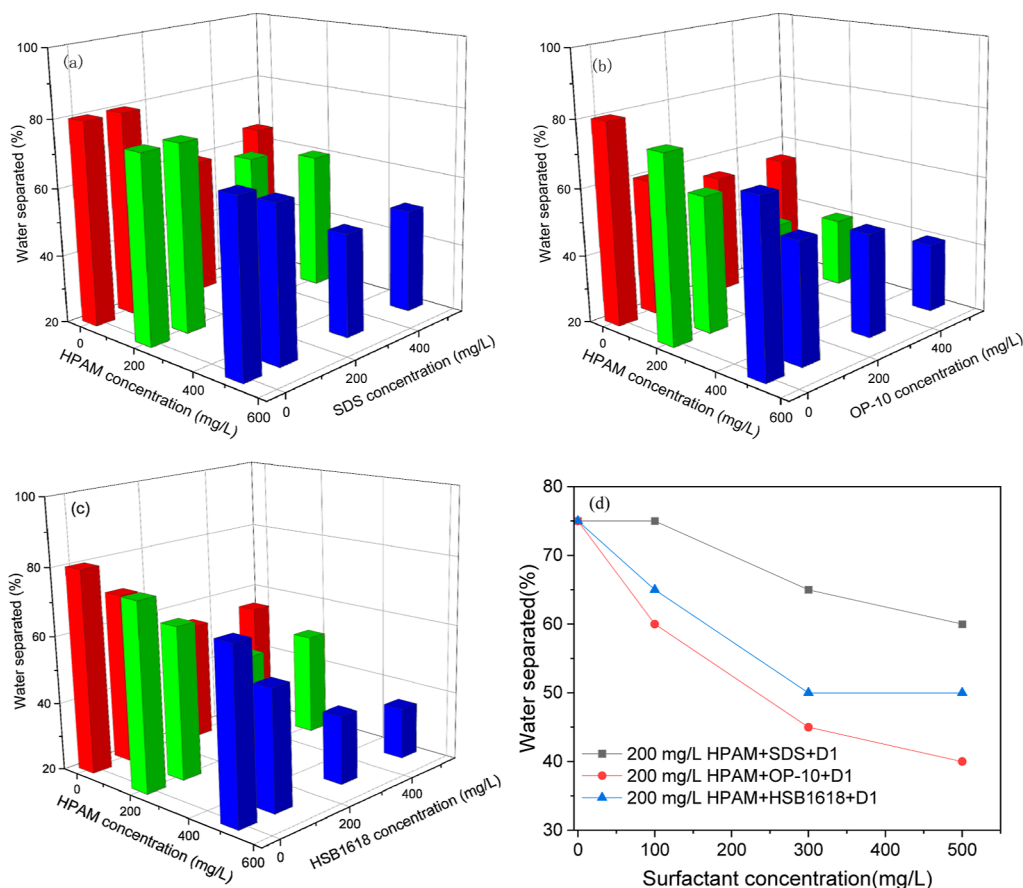 (a)
100
80
60
40
20
Water separated (%)
0
200
400
600
HPAM concentration (mg/L)
0
200
400
SDS concentration (mg/L)
(b)
100
80
60
40
20
Water separated (%)
0
200
400
600
HPAM concentration (mg/L)
0
200
400
OP-10 concentration (mg/L)
(c)
100
80
60
40
20
Water separated (%)
0
200
400
600
HPAM concentration (mg/L)
0
200
400
HSB1618 concentration (mg/L)
(d)
80
70
60
50
40
30
Water separated(%)
200 mg/L HPAM+SDS+D1
200 mg/L HPAM+OP-10+D1
200 mg/L HPAM+HSB1618+D1
0 100 200 300 400 500
Surfactant concentration(mg/L)